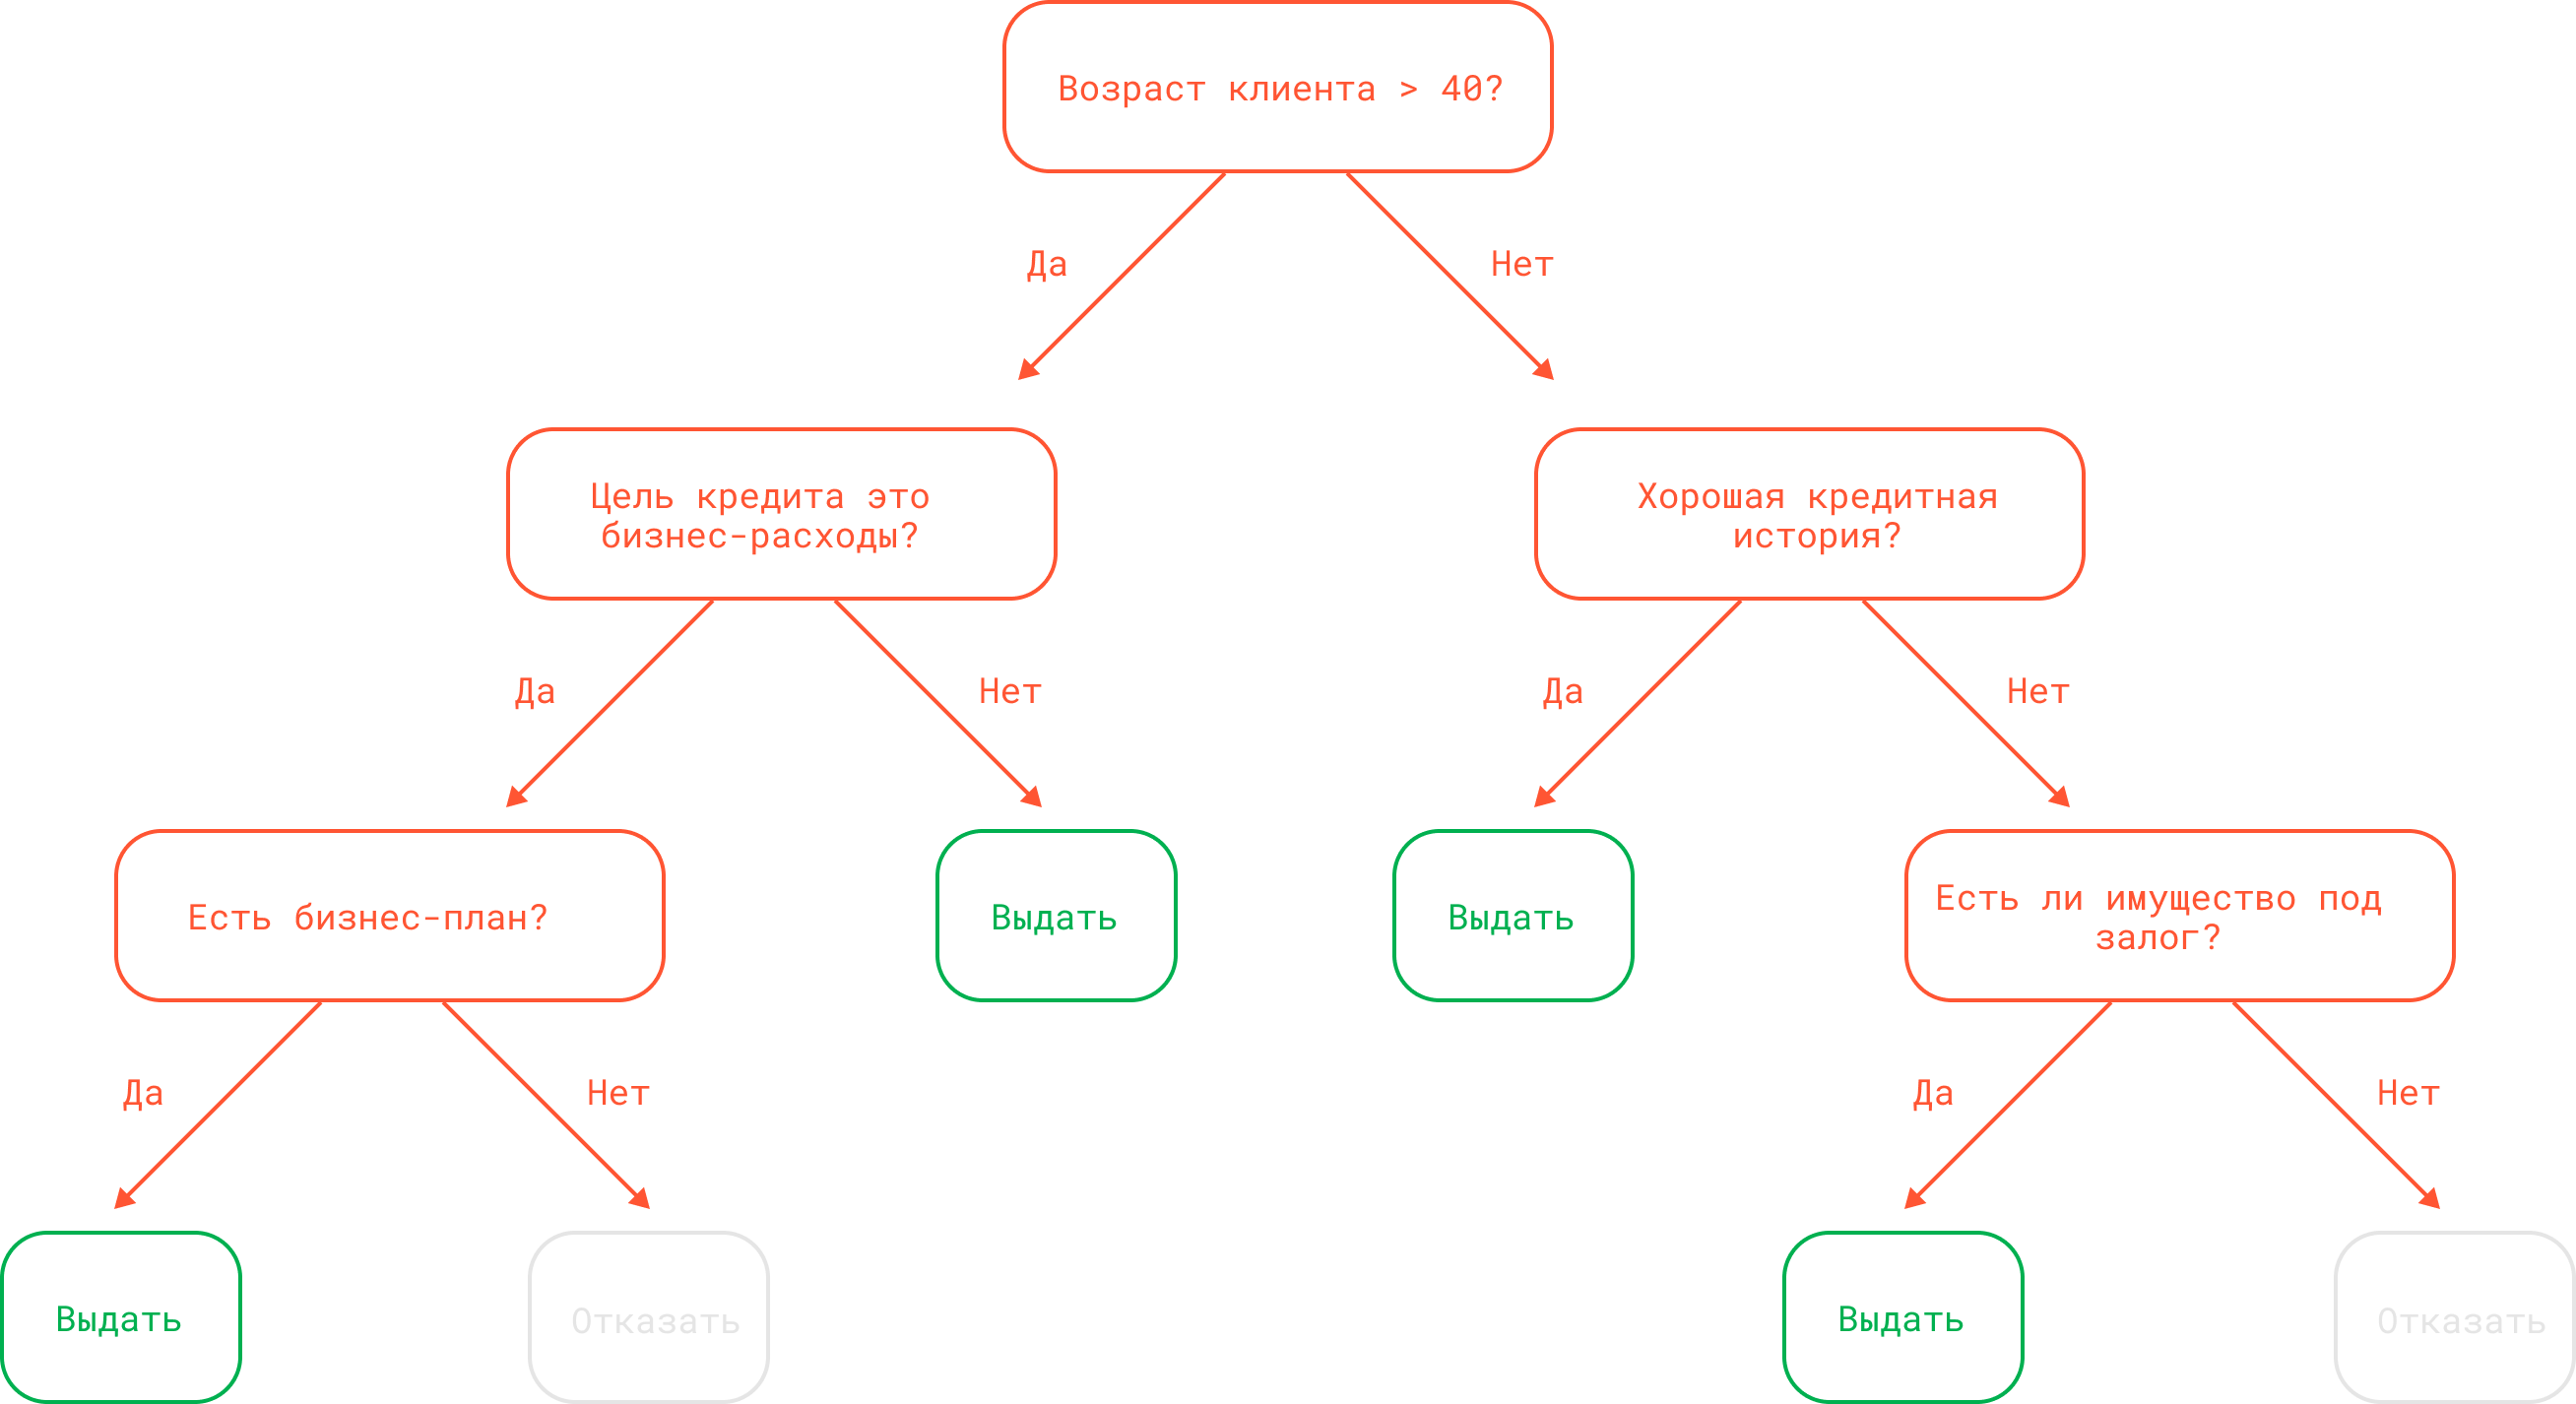 Возраст клиента > 40?
Да
Нет
Цель кредита это
бизнес-расходы?
Хорошая кредитная
история?
Да
Нет
Да
Нет
Есть бизнес-план?
Выдать
Выдать
Есть ли имущество под
залог?
Да
Нет
Да
Нет
Выдать
Отказать
Выдать
Отказать